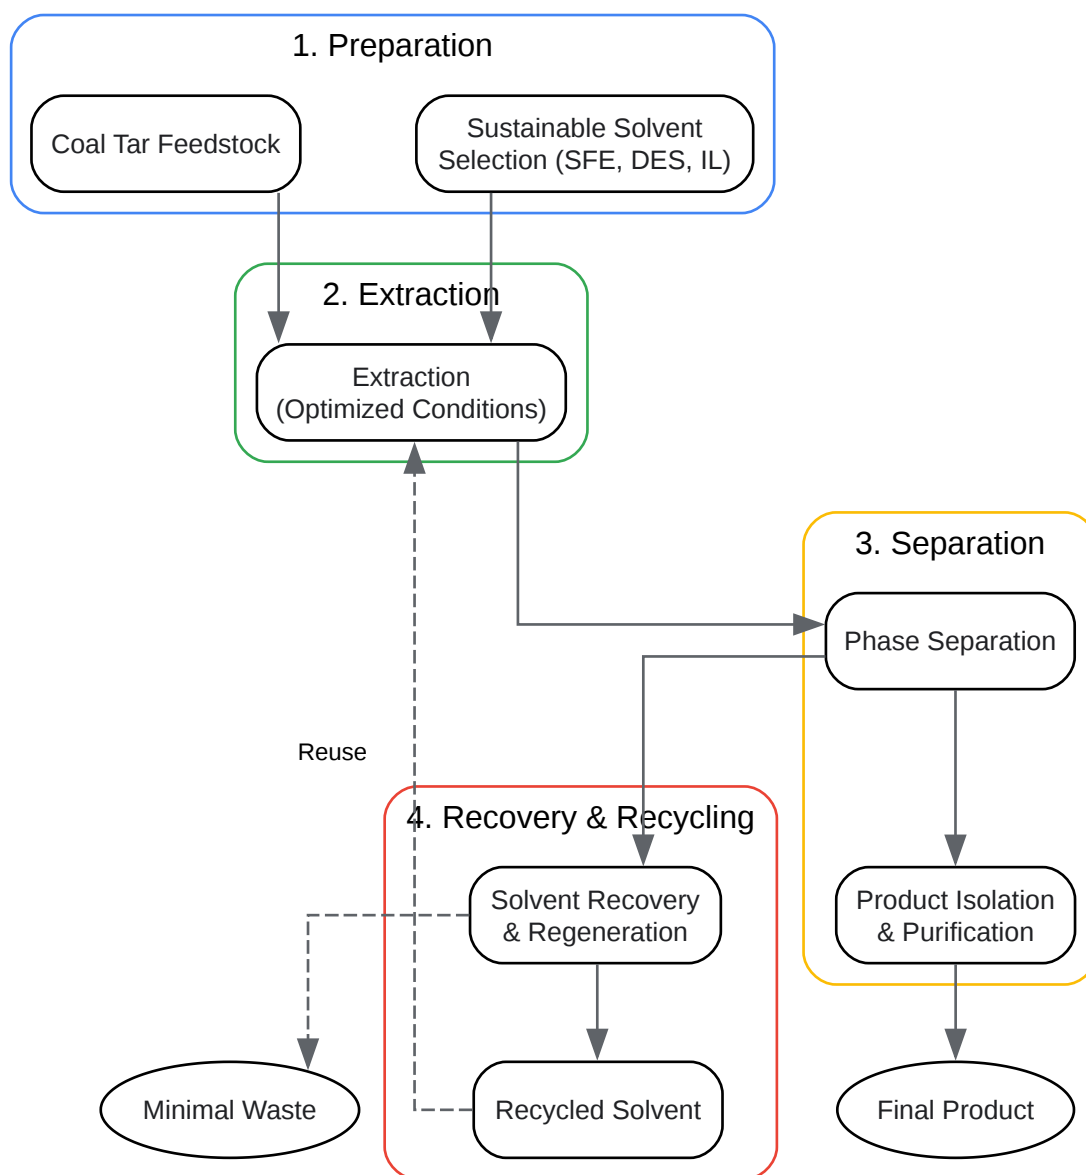 1. Preparation
Coal Tar Feedstock
Sustainable Solvent
Selection (SFE, DES, IL)
2. Extraction
Extraction
(Optimized Conditions)
3. Separation
Phase Separation
Reuse
4. Recovery & Recycling
Solvent Recovery
& Regeneration
Product Isolation
& Purification
Minimal Waste
Recycled Solvent
Final Product